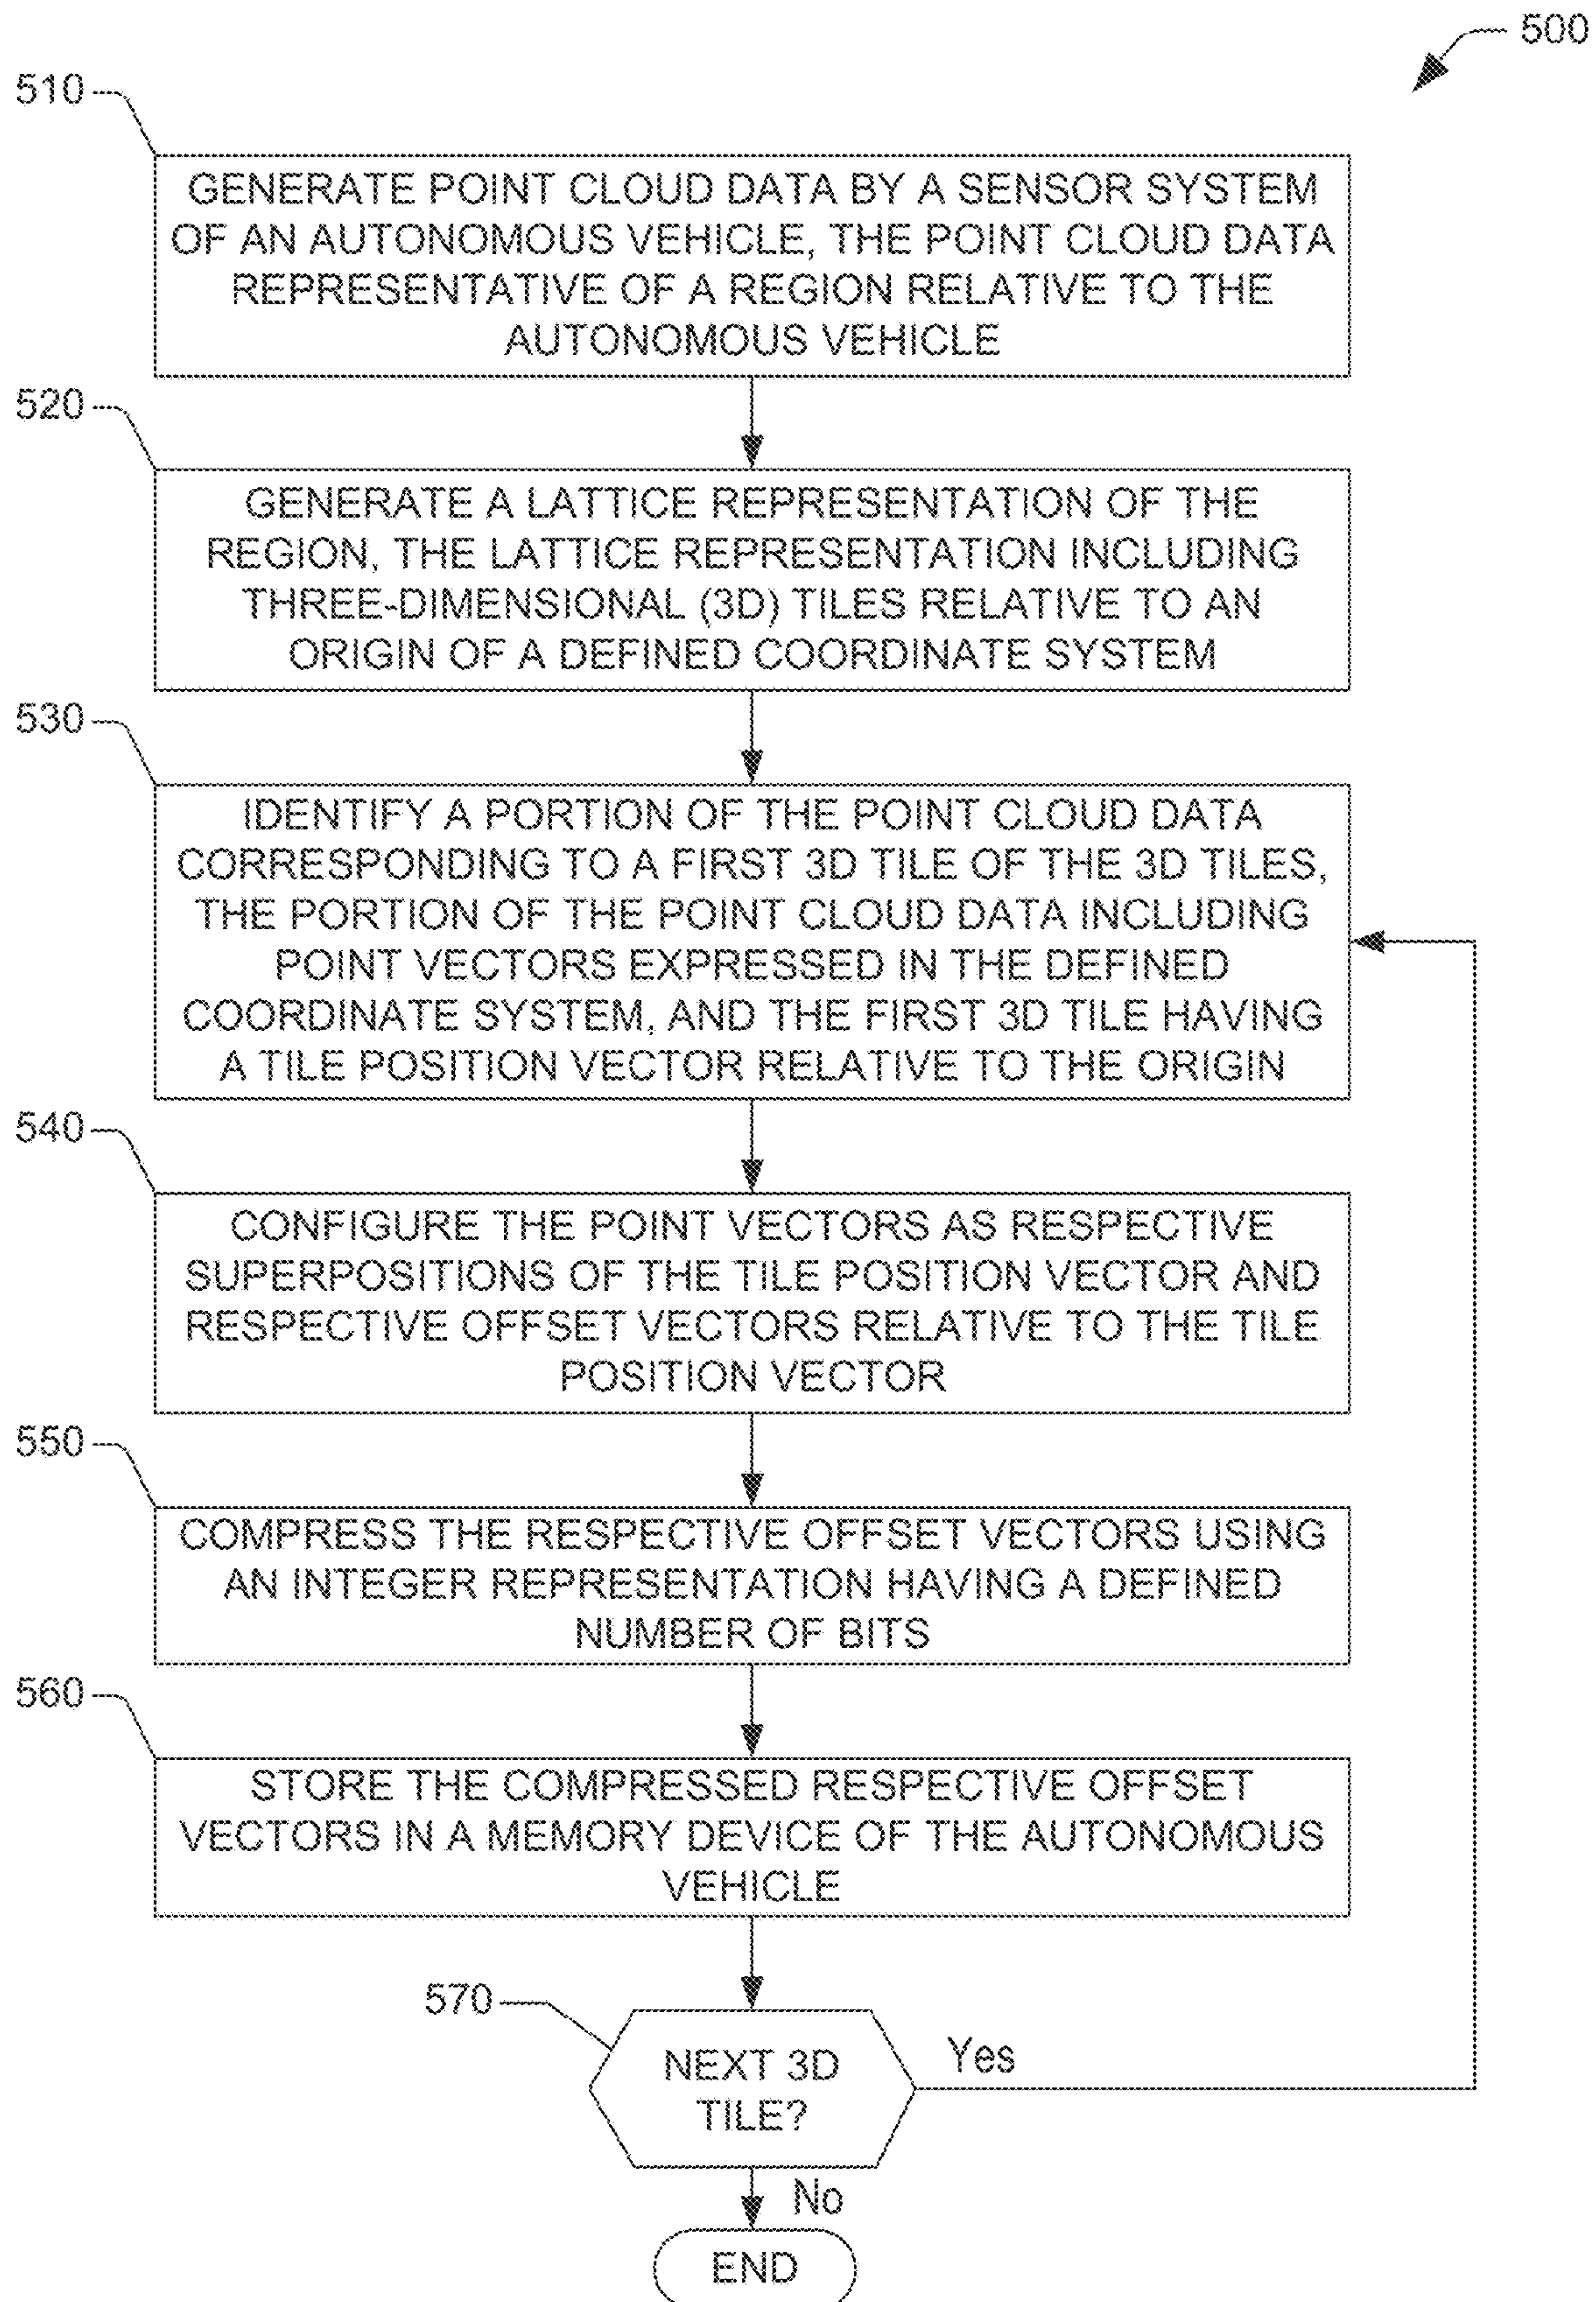 500
510
GENERATE POINT CLOUD DATA BY A SENSOR SYSTEM
OF AN AUTONOMOUS VEHICLE, THE POINT CLOUD DATA
REPRESENTATIVE OF A REGION RELATIVE TO THE
AUTONOMOUS VEHICLE
520
GENERATE A LATTICE REPRESENTATION OF THE
REGION, THE LATTICE REPRESENTATION INCLUDING
THREE-DIMENSIONAL (3D) TILES RELATIVE TO AN
ORIGIN OF A DEFINED COORDINATE SYSTEM
530
IDENTIFY A PORTION OF THE POINT CLOUD DATA
CORRESPONDING TO A FIRST 3D TILE OF THE 3D TILES,
THE PORTION OF THE POINT CLOUD DATA INCLUDING
POINT VECTORS EXPRESSED IN THE DEFINED
COORDINATE SYSTEM, AND THE FIRST 3D TILE HAVING
A TILE POSITION VECTOR RELATIVE TO THE ORIGIN
540
CONFIGURE THE POINT VECTORS AS RESPECTIVE
SUPERPOSITIONS OF THE TILE POSITION VECTOR AND
RESPECTIVE OFFSET VECTORS RELATIVE TO THE TILE
POSITION VECTOR
550
COMPRESS THE RESPECTIVE OFFSET VECTORS USING
AN INTEGER REPRESENTATION HAVING A DEFINED
NUMBER OF BITS
560
STORE THE COMPRESSED RESPECTIVE OFFSET
VECTORS IN A MEMORY DEVICE OF THE AUTONOMOUS
VEHICLE
570
NEXT 3D
TILE?
Yes
No
END